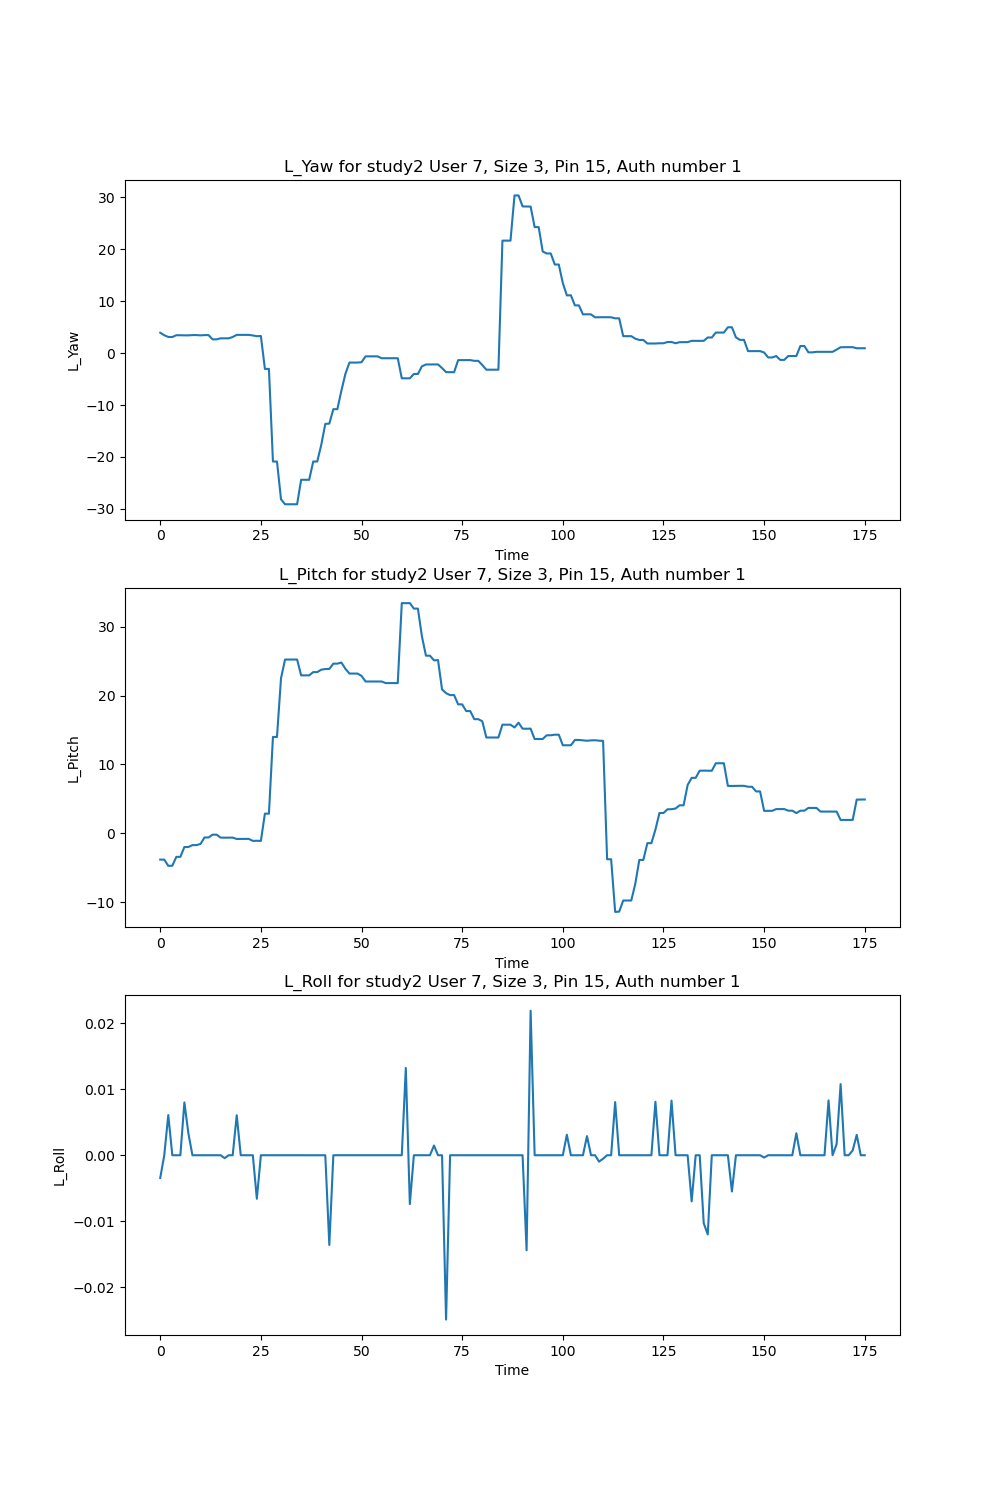 L_Yaw for study2 User 7, Size 3, Pin 15, Auth number 1
30
20
10
0
−10
−20
−30
L_Yaw
0 25 50 75 100 125 150 175
Time
L_Pitch for study2 User 7, Size 3, Pin 15, Auth number 1
30
20
10
0
−10
L_Pitch
0 25 50 75 100 125 150 175
Time
L_Roll for study2 User 7, Size 3, Pin 15, Auth number 1
0.02
0.01
0.00
−0.01
−0.02
L_Roll
0 25 50 75 100 125 150 175
Time